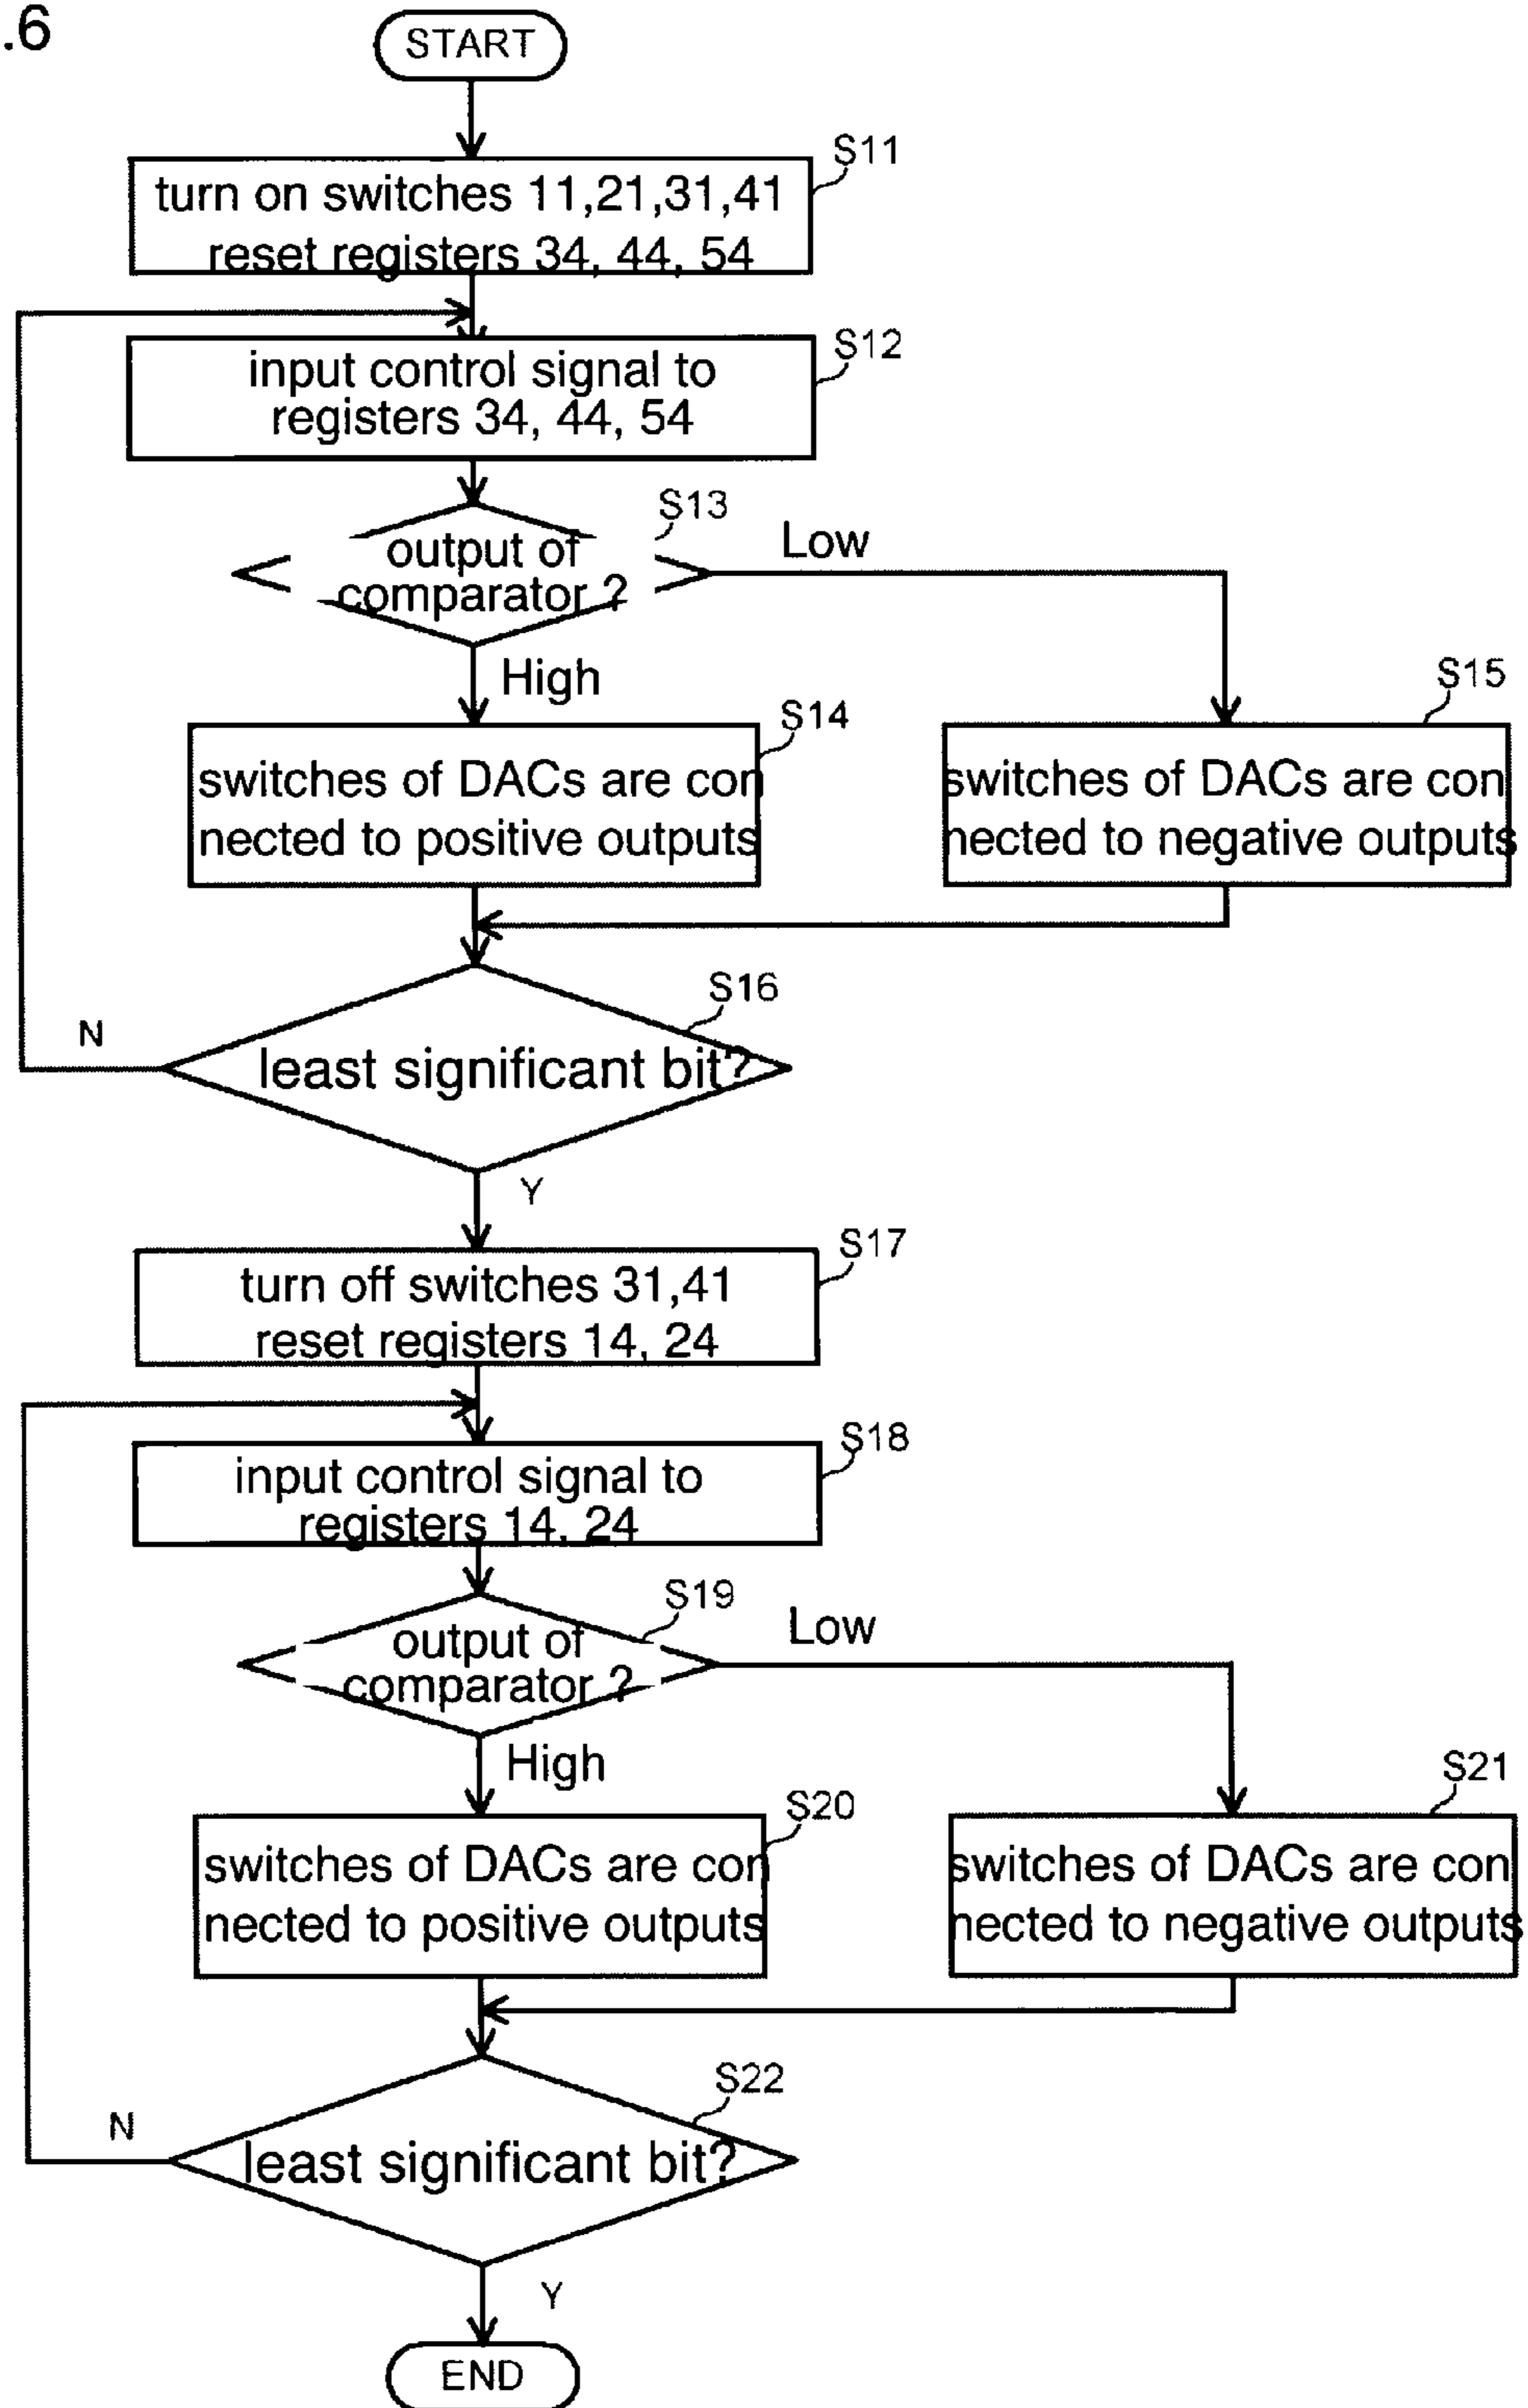 .6
START
S11
turn on switches 11,21,31,41
reset registers 34, 44, 54
S12
input control signal to
registers 34, 44, 54
S13
output of
comparator ?
Low
High
S14
switches of DACs are con
nected to positive outputs
S15
switches of DACs are con
nected to negative outputs
S16
least significant bit?
N
Y
S17
turn off switches 31,41
reset registers 14, 24
S18
input control signal to
registers 14, 24
S19
output of
comparator ?
Low
High
S20
switches of DACs are con
nected to positive outputs
S21
switches of DACs are con
nected to negative outputs
S22
least significant bit?
N
Y
END